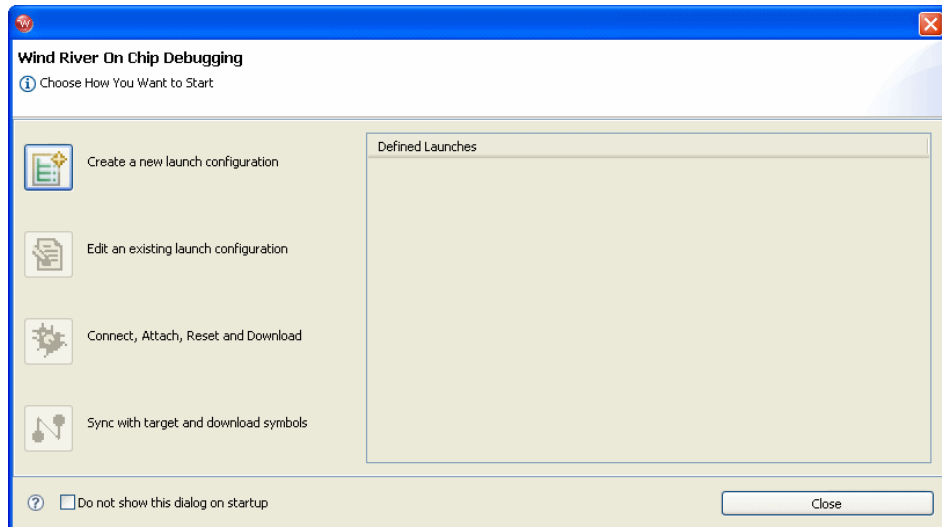 Wind River On Chip Debugging
Choose How You Want to Start
Create a new launch configuration
Edit an existing launch configuration
Connect, Attach, Reset and Download
Sync with target and download symbols
Defined Launches
Do not show this dialog on startup
Close